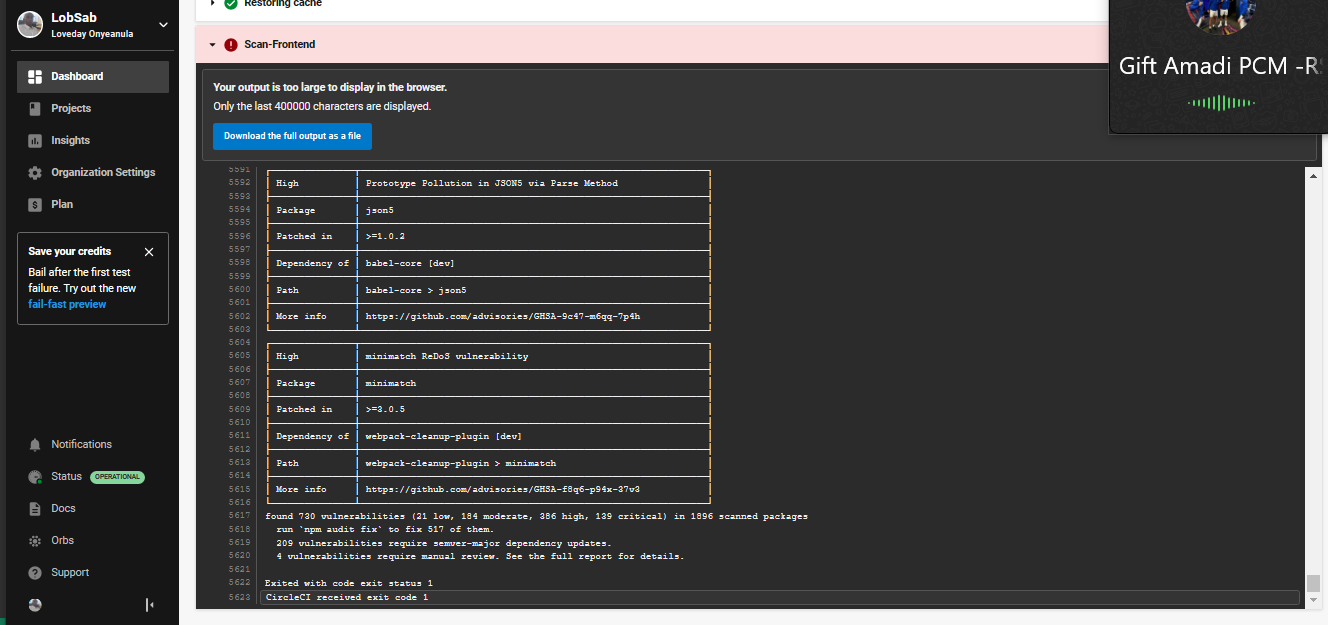 LobSab
Loveday Onyeanula
Dashboard
Projects
Insights
Organization Settings
Plan
Save your credits
Bail after the first test
failure. Try out the new
fail-fast preview
Notifications
Status OPERATIONAL
Docs
Orbs
Support
Restoring cache
Scan-Frontend
Your output is too large to display in the browser.
Only the last 400000 characters are displayed.
Download the full output as a file
Gift Amadi PCM -RS
5591
5592 High Prototype Pollution in JSON5 via Parse Method
5593
5594 Package json5
5595
5596 Patched in >=1.0.2
5597
5598 Dependency of babel-core [dev]
5599
5600 Path babel-core > json5
5601
5602 More info https://github.com/advisories/GHSA-9c47-m6qq-7p4h
5603
5604
5605 High minimatch ReDoS vulnerability
5606
5607 Package minimatch
5608
5609 Patched in >=3.0.5
5610
5611 Dependency of webpack-cleanup-plugin [dev]
5612
5613 Path webpack-cleanup-plugin > minimatch
5614
5615 More info https://github.com/advisories/GHSA-f8q6-p94x-37v3
5616
5617 found 730 vulnerabilities (21 low, 184 moderate, 386 high, 139 critical) in 1896 scanned packages
5618 run `npm audit fix` to fix 517 of them.
5619 209 vulnerabilities require semver-major dependency updates.
5620 4 vulnerabilities require manual review. See the full report for details.
5621
5622 Exited with code exit status 1
5623 CircleCI received exit code 1